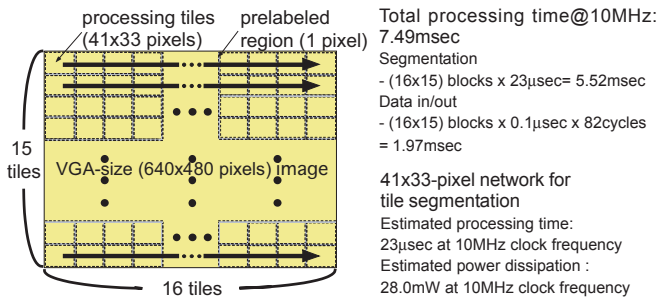 processing tiles
(41x33 pixels)
prelabeled
region (1 pixel)
15
tiles
VGA-size (640x480 pixels) image
16 tiles
Total processing time@10MHz:
7.49msec
Segmentation
- (16x15) blocks x 23μsec= 5.52msec
Data in/out
- (16x15) blocks x 0.1μsec x 82cycles
= 1.97msec
41x33-pixel network for
tile segmentation
Estimated processing time:
23μsec at 10MHz clock frequency
Estimated power dissipation :
28.0mW at 10MHz clock frequency